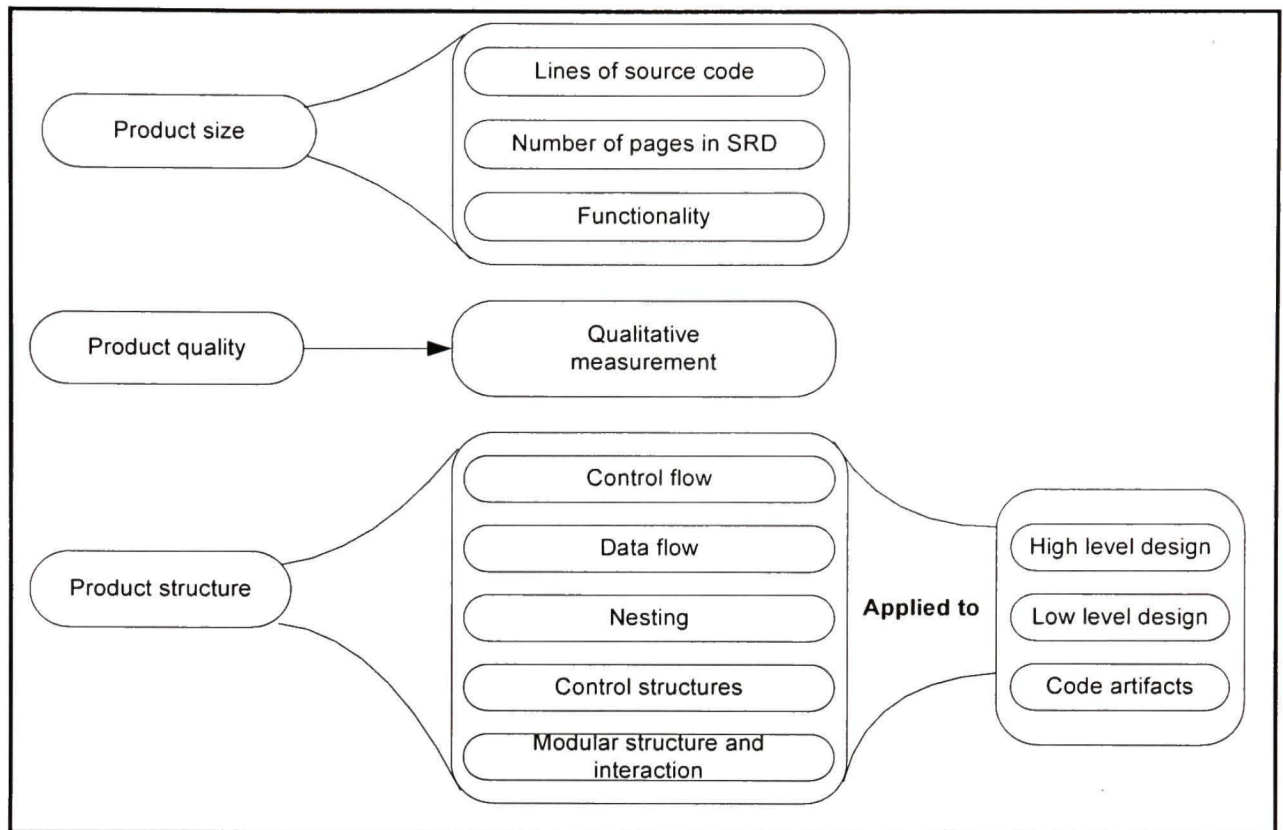 Product size
Lines of source code
Number of pages in SRD
Functionality
Product quality
Qualitative
measurement
Product structure
Control flow
Data flow
Nesting
Control structures
Modular structure and
interaction
Applied to
High level design
Low level design
Code artifacts